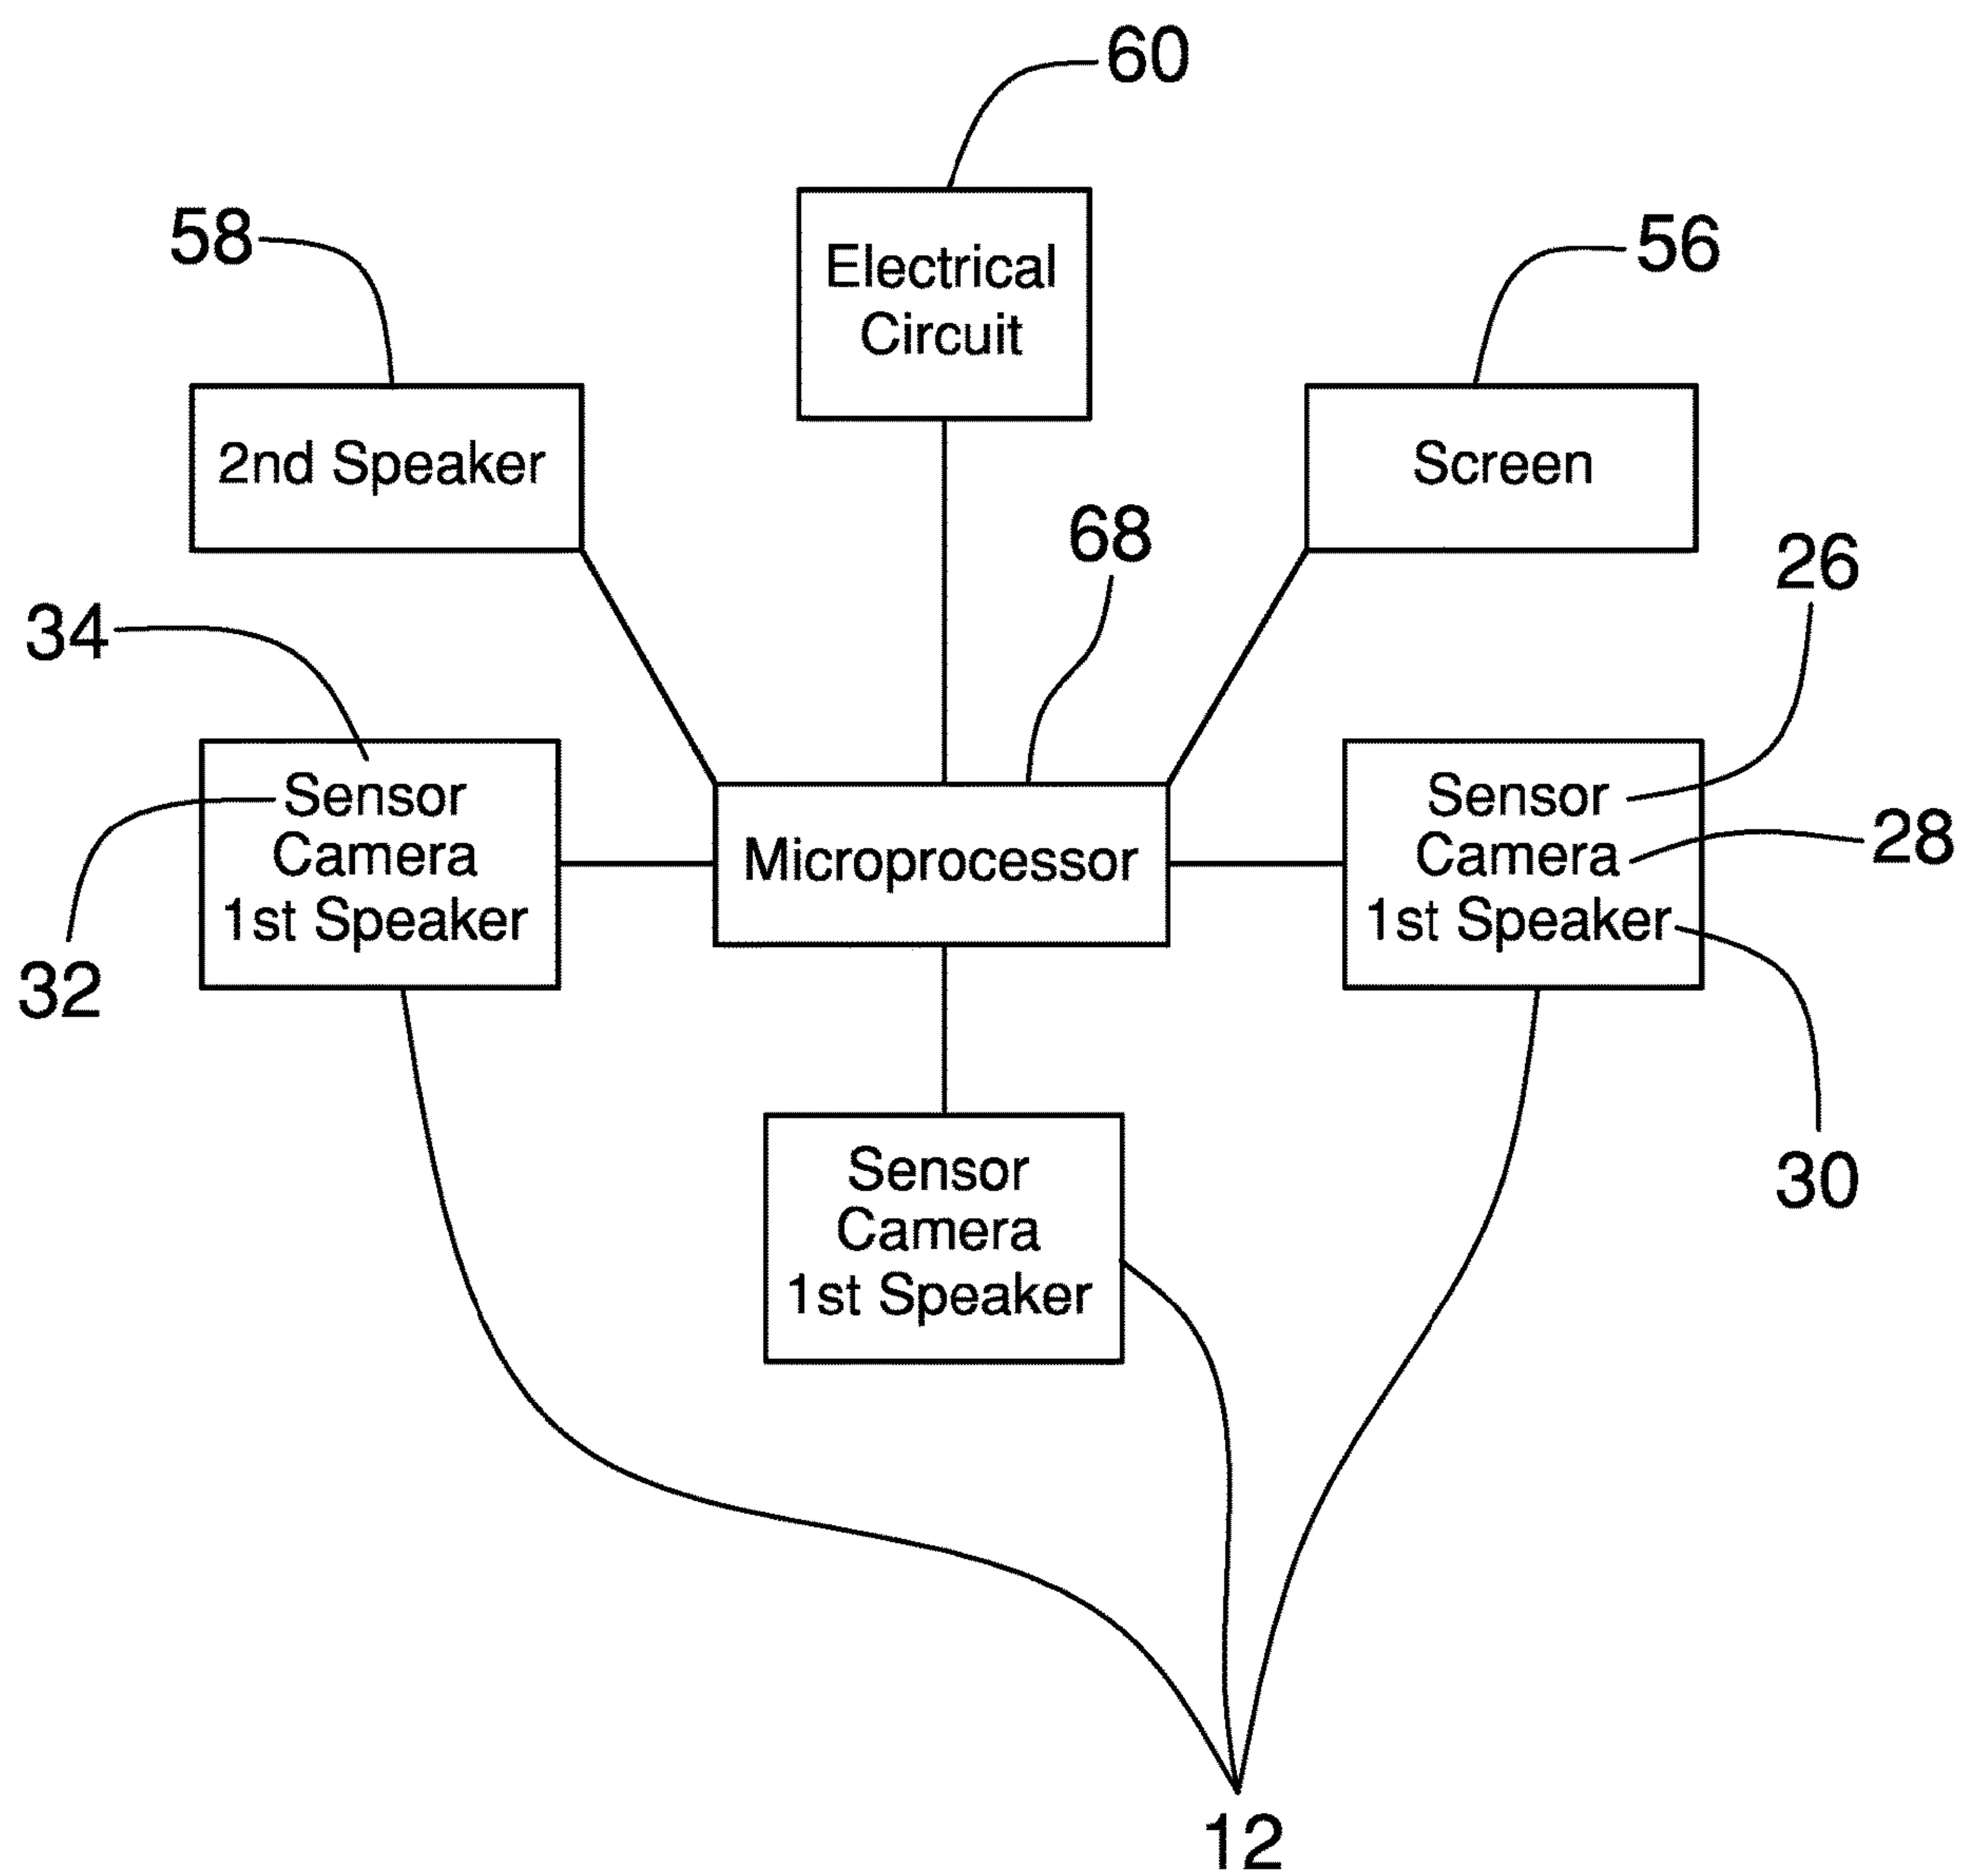 60
58
Electrical
Circuit
56
2nd Speaker
Screen
68
26
34
Sensor
Camera
1st Speaker
Microprocessor
Sensor
Camera
1st Speaker
28
32
Sensor
Camera
1st Speaker
30
12